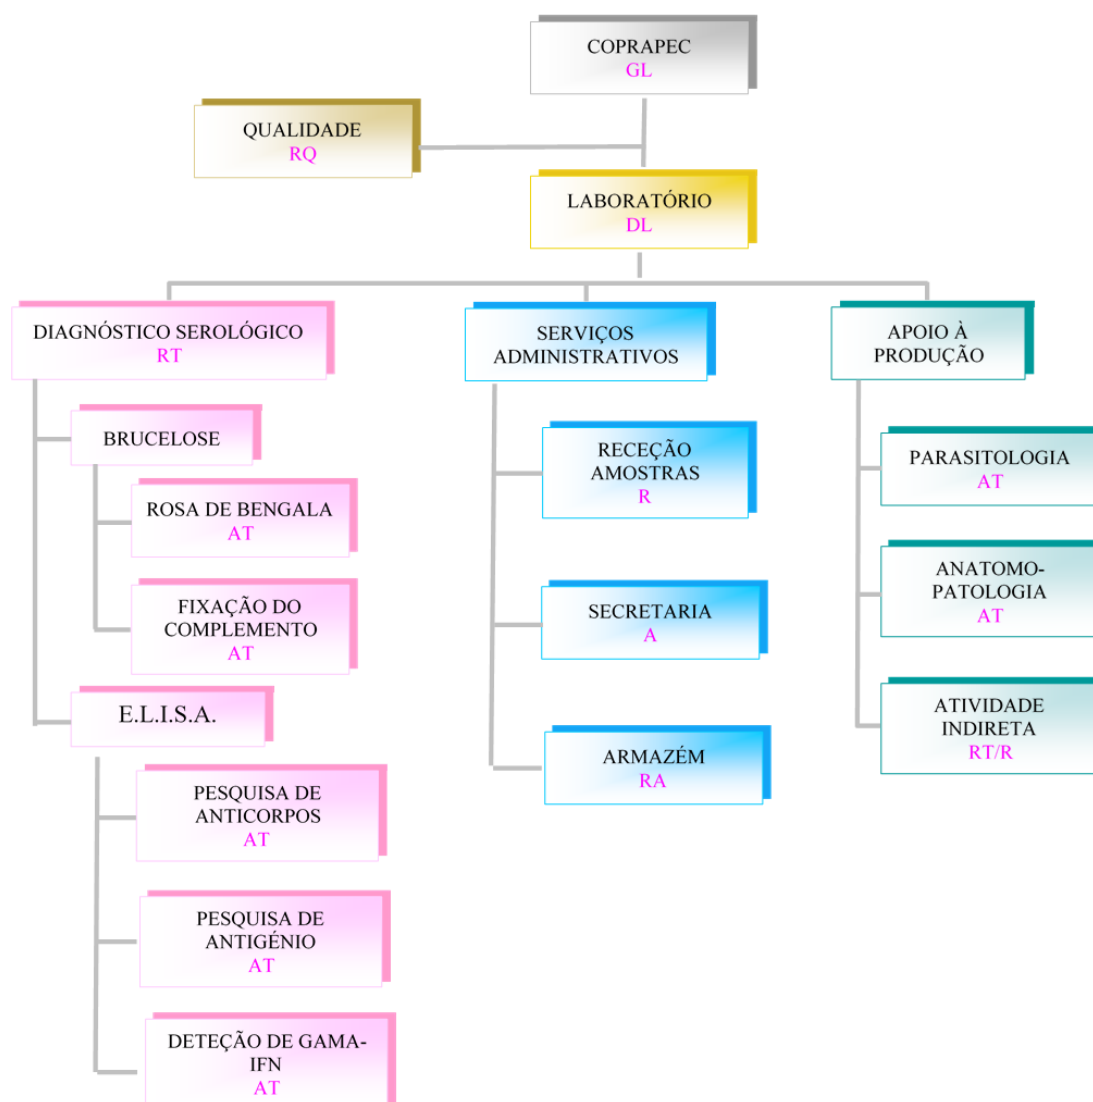 COPRAPEC
GL
QUALIDADE
RQ
LABORATÓRIO
DL
DIAGNÓSTICO SEROLÓGICO
RT
BRUCELOSE
ROSA DE BENGALA
AT
FIXAÇÃO DO
COMPLEMENTO
AT
E.L.I.S.A.
PESQUISA DE
ANTICORPOS
AT
PESQUISA DE
ANTIGÉNIO
AT
DETEÇÃO DE GAMA-
IFN
AT
SERVIÇOS
ADMINISTRATIVOS
RECEÇÃO
AMOSTRAS
R
SECRETARIA
A
ARMAZÉM
RA
APOIO À
PRODUÇÃO
PARASITOLOGIA
AT
ANATOMO-
PATOLOGIA
AT
ATIVIDADE
INDIRETA
RT/R